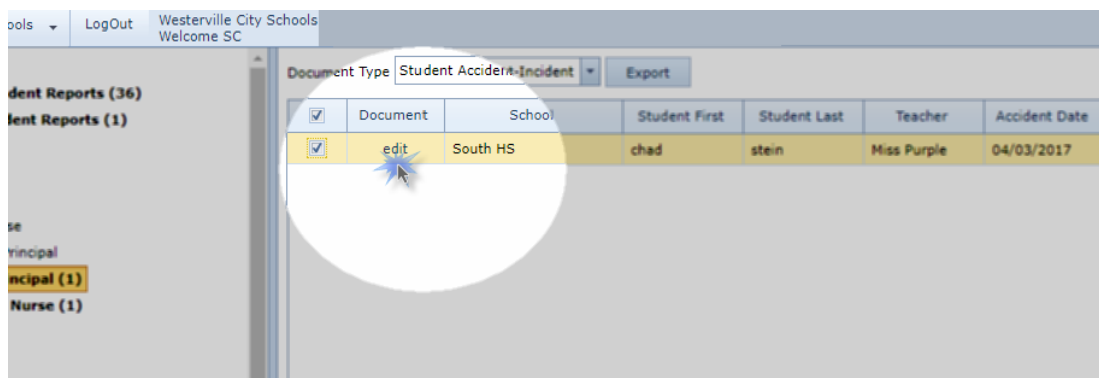 ools LogOut Westerville City Schools
Welcome SC
Document Type Student Accident-Incident Export
dent Reports (36)
dent Reports (1)
Document School Student First Student Last Teacher Accident Date
edit South HS chad stein Miss Purple 04/03/2017
se
Principal
ncipal (1)
Nurse (1)